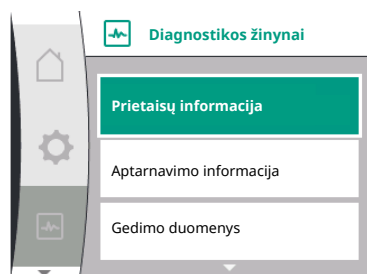 Diagnostikos žinynai
Prietaisų informacija
Aptarnavimo informacija
Gedimo duomenys